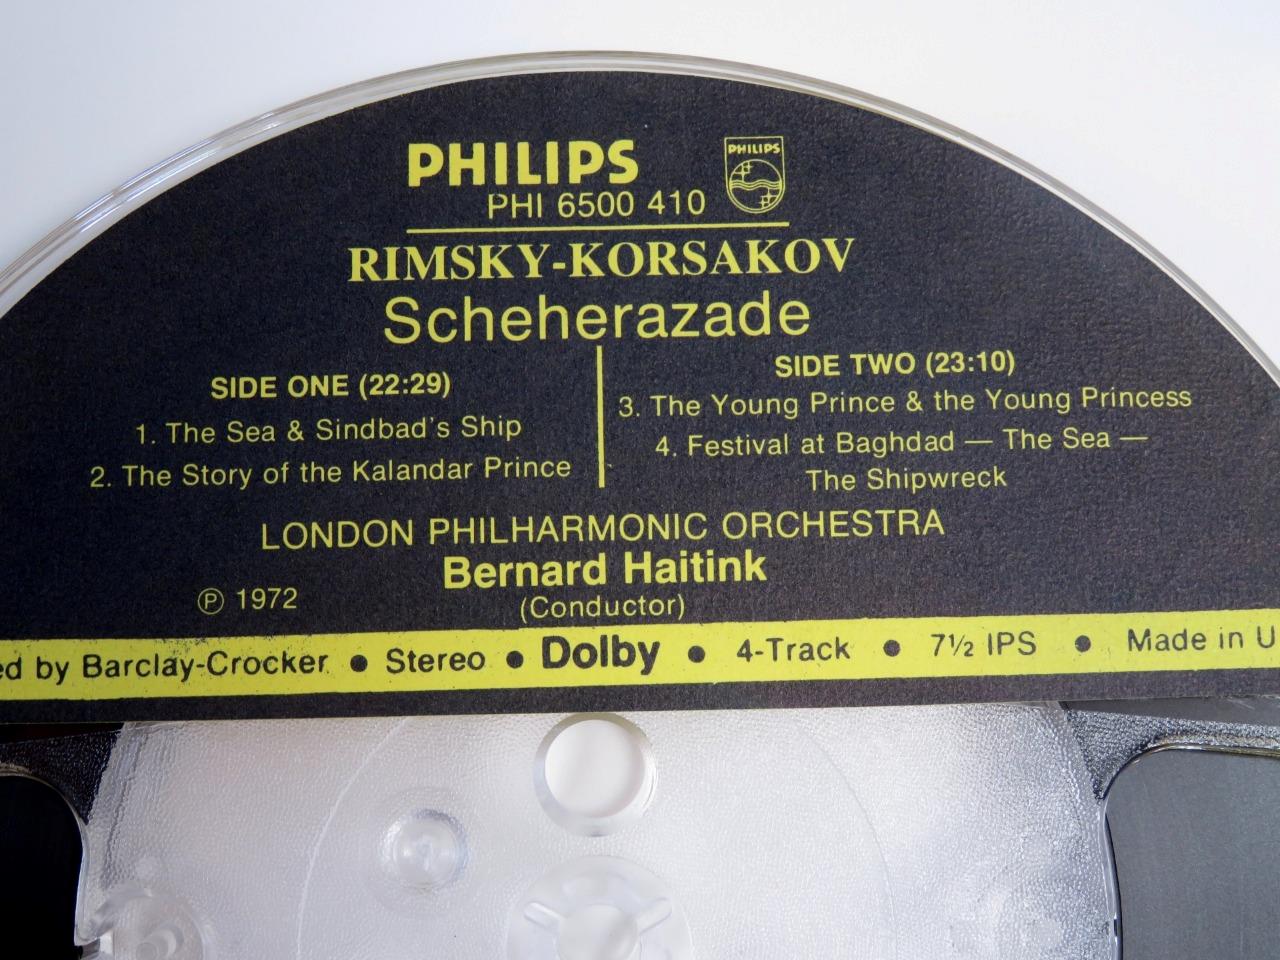 PHILIPS
PHILIPS
PHI 6500 410
RIMSKY-KORSAKOV
Scheherazade
SIDE ONE (22:29)
1. The Sea & Sindbad's Ship
2. The Story of the Kalandar Prince
SIDE TWO (23:10)
3. The Young Prince & the Young Princess
4. Festival at Baghdad — The Sea —
The Shipwreck
LONDON PHILHARMONIC ORCHESTRA
Bernard Haitink
(Conductor)
Ⓟ 1972
by Barclay-Crocker • Stereo • Dolby • 4-Track • 7½ IPS • Made in